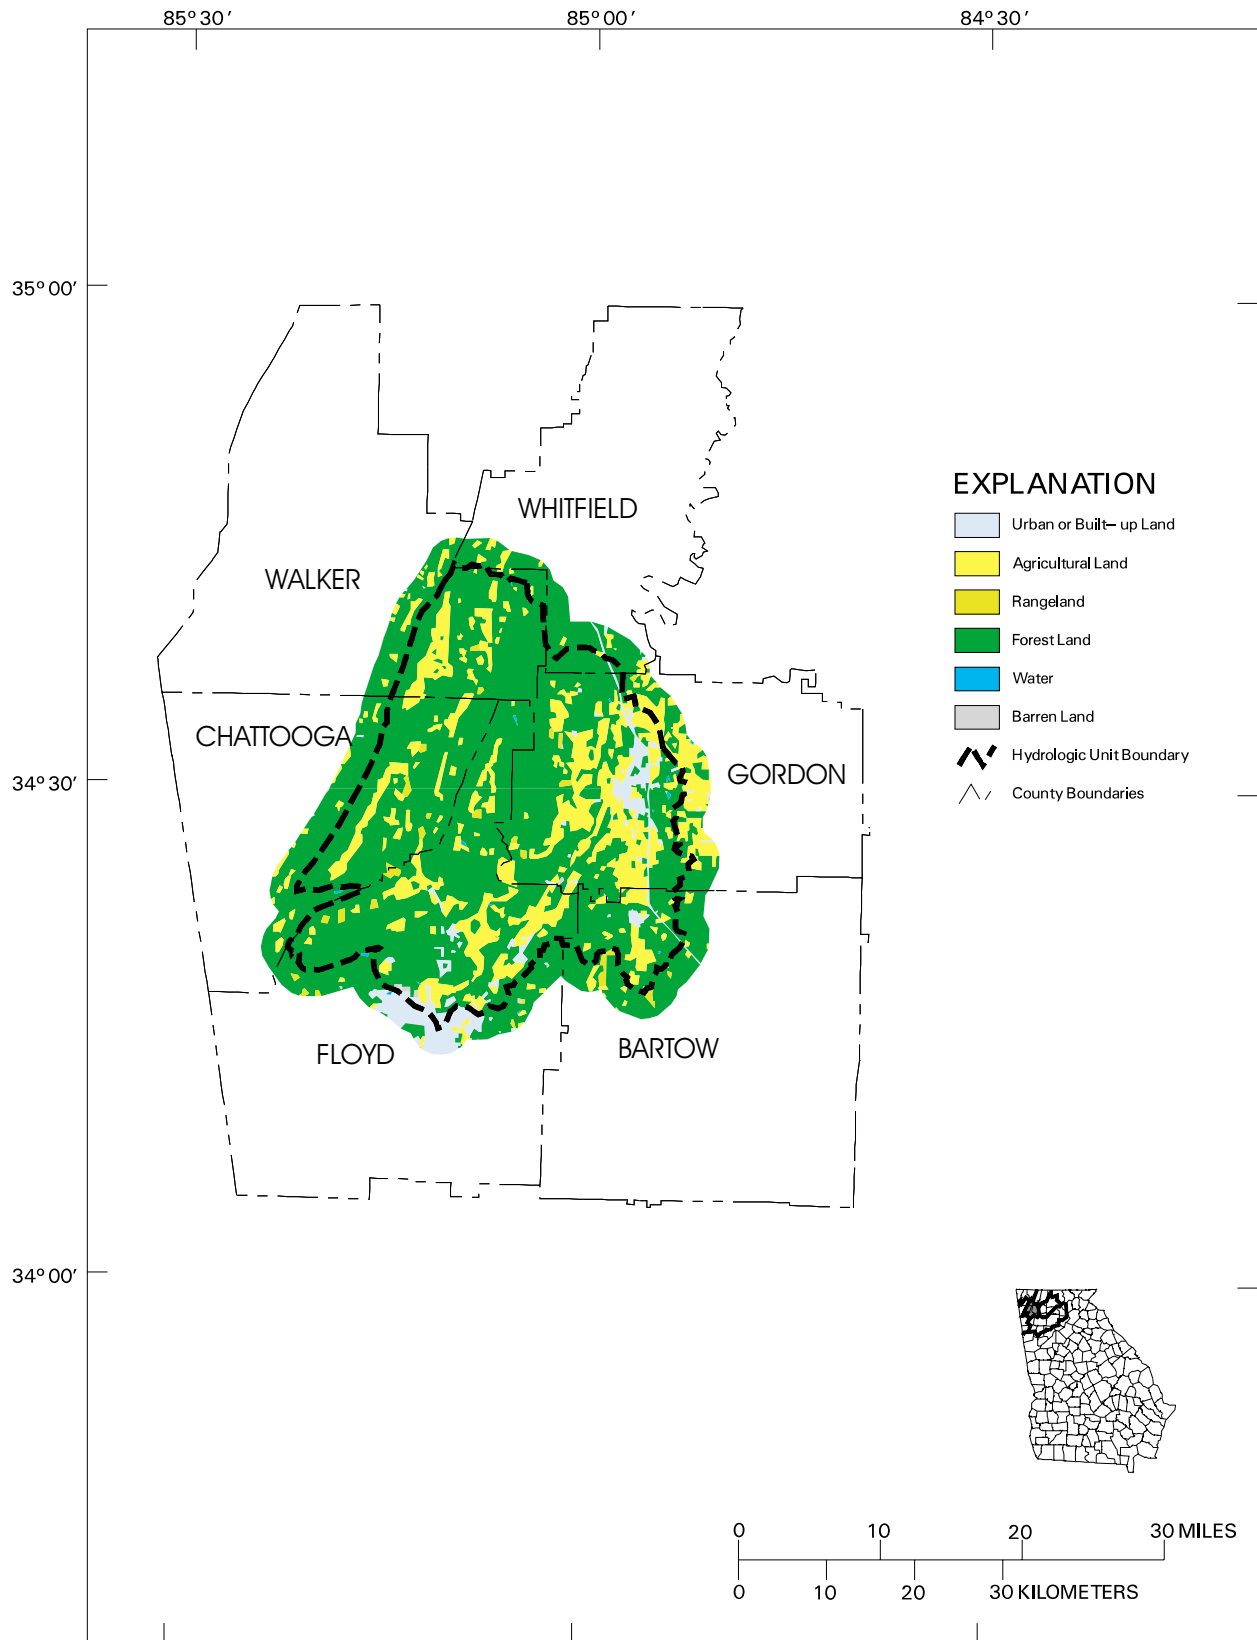 85°30′ 85°00′ 84°30′
35°00′
WHITFIELD
WALKER
CHATTOOGA
34°30′
GORDON
FLOYD
BARTOW
34°00′
EXPLANATION
Urban or Built–up Land
Agricultural Land
Rangeland
Forest Land
Water
Barren Land
Hydrologic Unit Boundary
County Boundaries
0 10 20 30 MILES
0 10 20 30 KILOMETERS